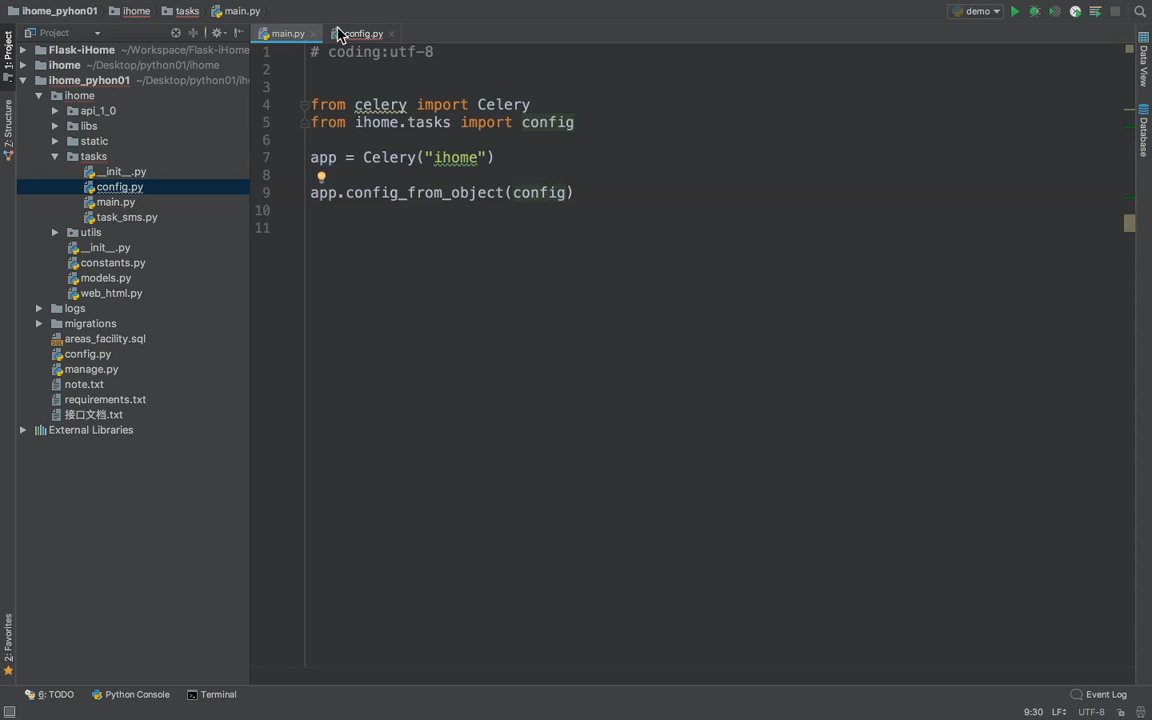 ihome_pyhon01 ihome tasks main.py demo
1: Project
Project
main.py config.py
Flask-iHome ~/Workspace/Flask-iHome
ihome ~/Desktop/python01/ihome
ihome_pyhon01 ~/Desktop/python01/ih
ihome
api_1_0
libs
static
tasks
__init__.py
config.py
main.py
task_sms.py
utils
__init__.py
constants.py
models.py
web_html.py
logs
migrations
areas_facility.sql
config.py
manage.py
note.txt
requirements.txt
接口文档.txt
External Libraries
Z: Structure
2: Favorites
1 # coding:utf-8
2
3
4 from celery import Celery
5 from ihome.tasks import config
6
7 app = Celery("ihome")
8
9 app.config_from_object(config)
10
11
Data View
Database
6: TODO Python Console Terminal Event Log
9:30 LF UTF-8